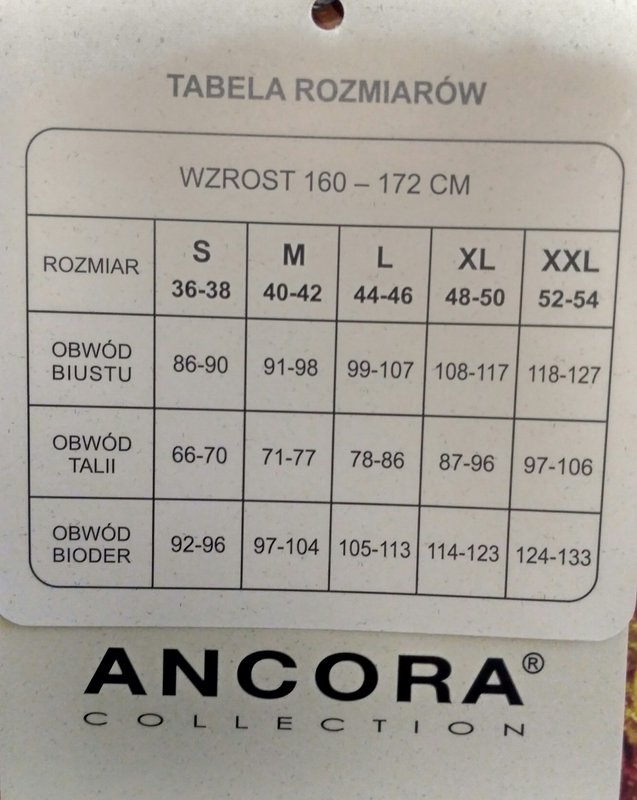 TABELA ROZMIARÓW
WZROST 160 – 172 CM
ROZMIAR S M L XL XXL
36-38 40-42 44-46 48-50 52-54
OBWÓD BIUSTU 86-90 91-98 99-107 108-117 118-127
OBWÓD TALII 66-70 71-77 78-86 87-96 97-106
OBWÓD BIODER 92-96 97-104 105-113 114-123 124-133
ANCORA®
COLLECTION